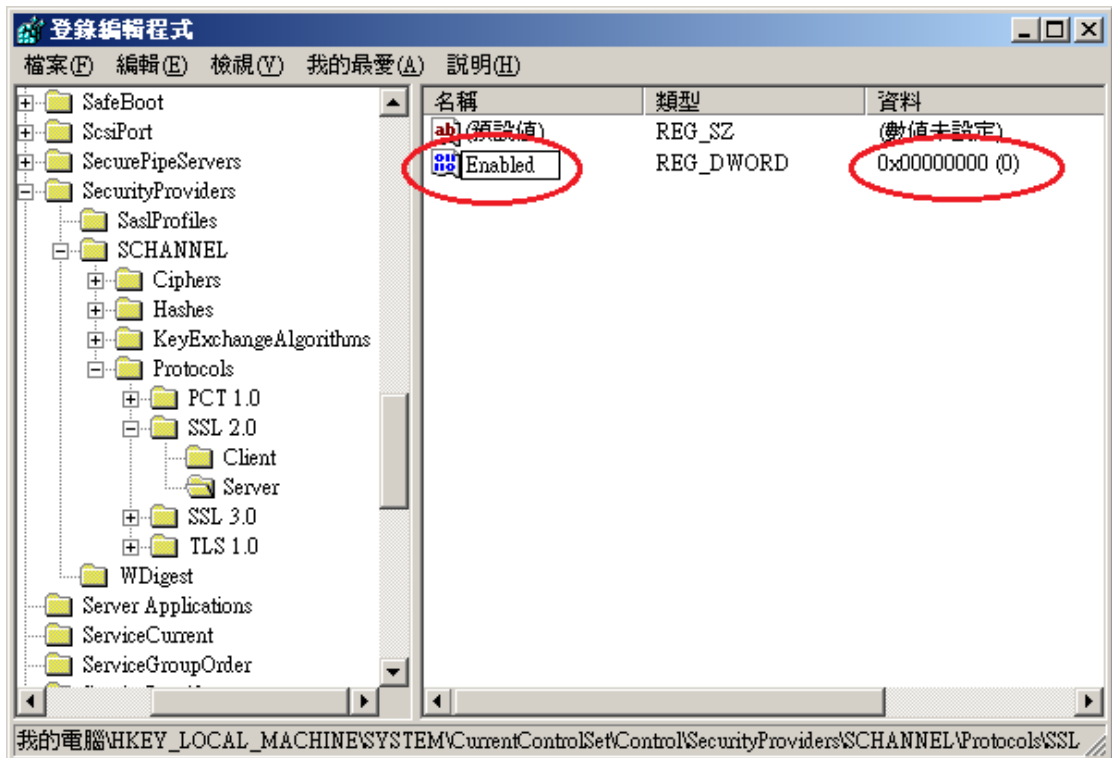 登錄編輯程式
檔案(F) 編輯(E) 檢視(V) 我的最愛(A) 說明(H)
SafeBoot
ScsiPort
SecurePipeServers
SecurityProviders
SaslProfiles
SCHANNEL
Ciphers
Hashes
KeyExchangeAlgorithms
Protocols
PCT 1.0
SSL 2.0
Client
Server
SSL 3.0
TLS 1.0
WDigest
Server Applications
ServiceCurrent
ServiceGroupOrder
名稱 類型 資料
(預設值) REG_SZ (數值未設定)
Enabled REG_DWORD 0x00000000 (0)
我的電腦\HKEY_LOCAL_MACHINE\SYSTEM\CurrentControlSet\Control\SecurityProviders\SCHANNEL\Protocols\SSL